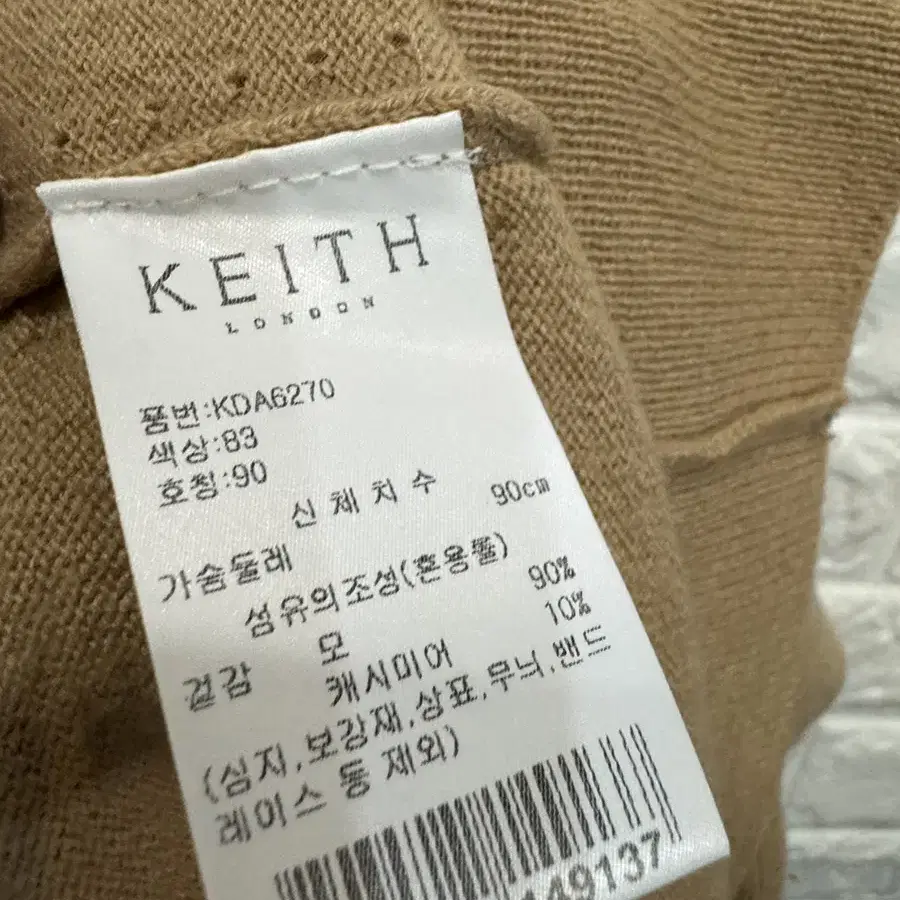 KEITH
LONDON
품번:KDA6270
색상:83
호칭:90
신체치수
가슴둘레 90cm
섬유의조성(혼용률)
겉감 모 90%
캐시미어 10%
(심지,보강재,상표,무늬,밴드
레이스 등 제외)
149137